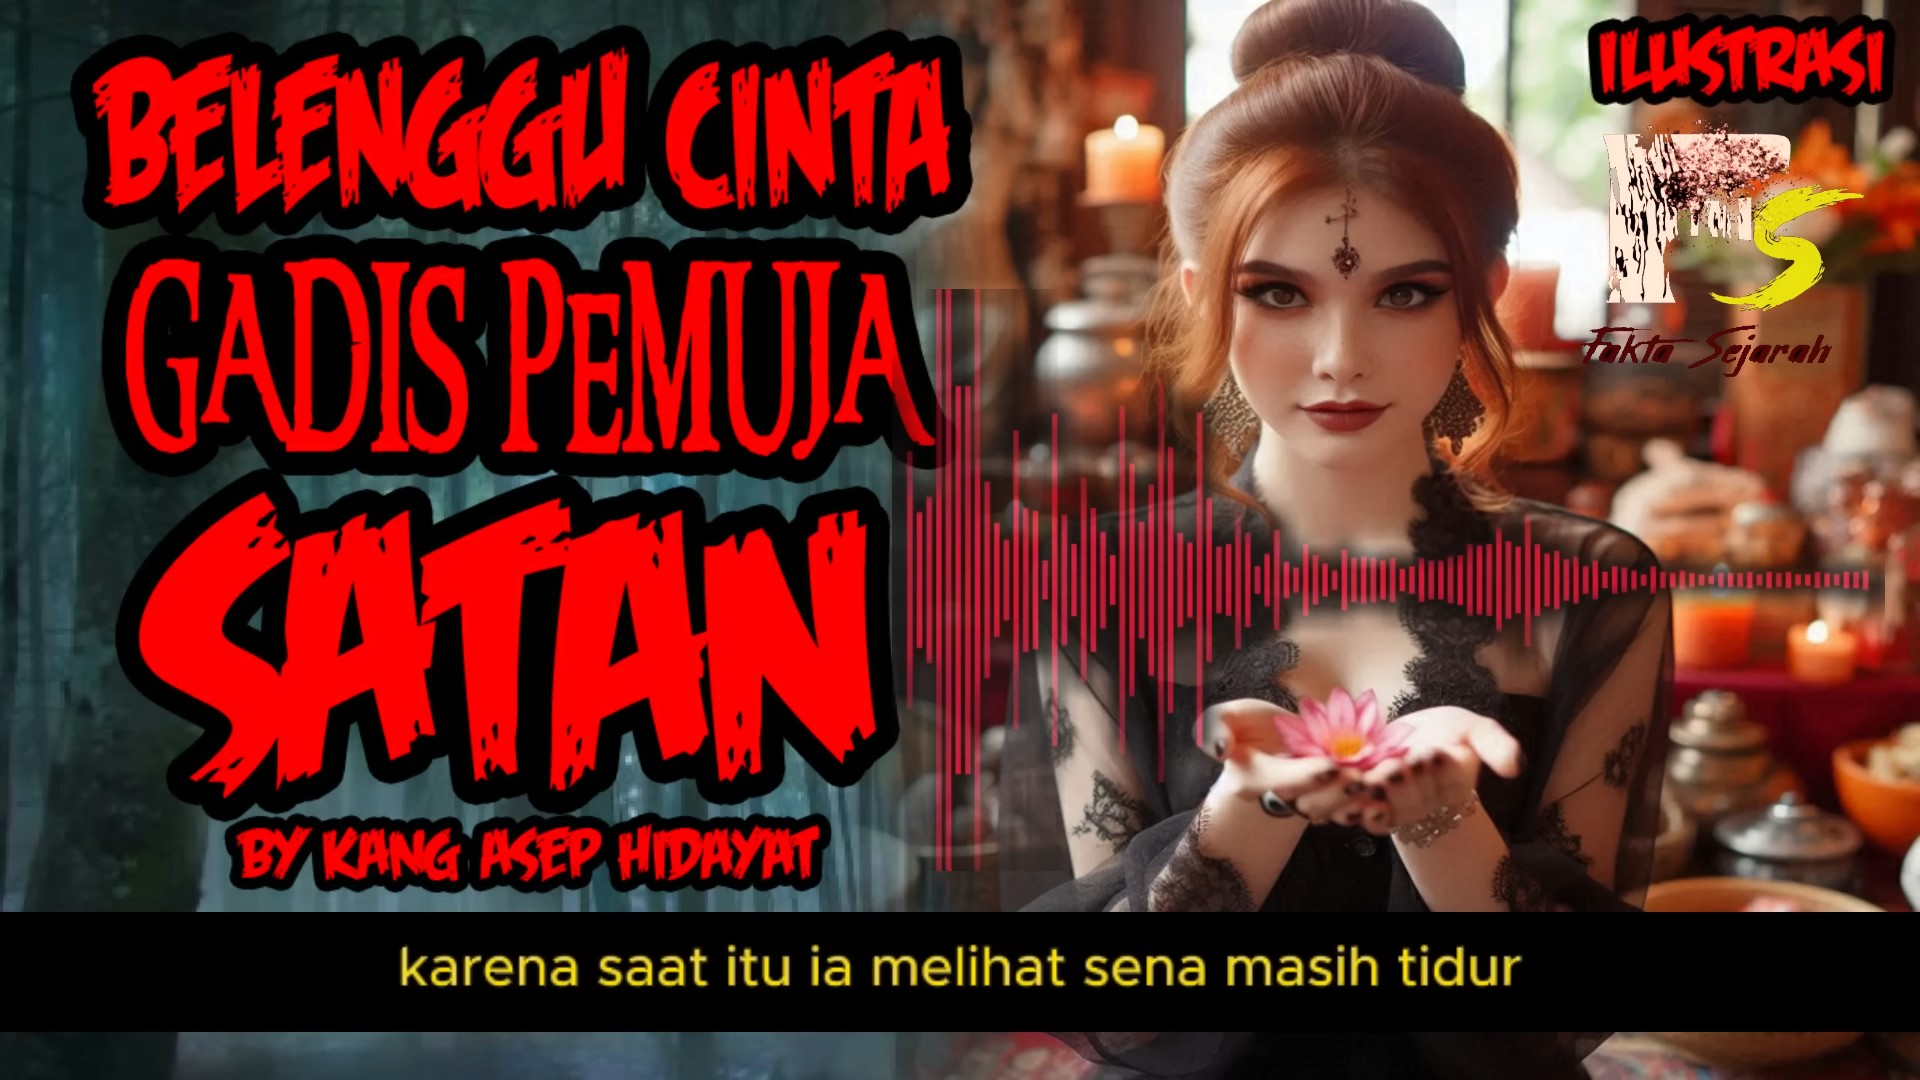 BELENGGU CINTA
GADIS PEMUJA
SATAN
BY KANG ASEP HIDAYAT
ILUSTRASI
FS
Fakta Sejarah
karena saat itu ia melihat sena masih tidur